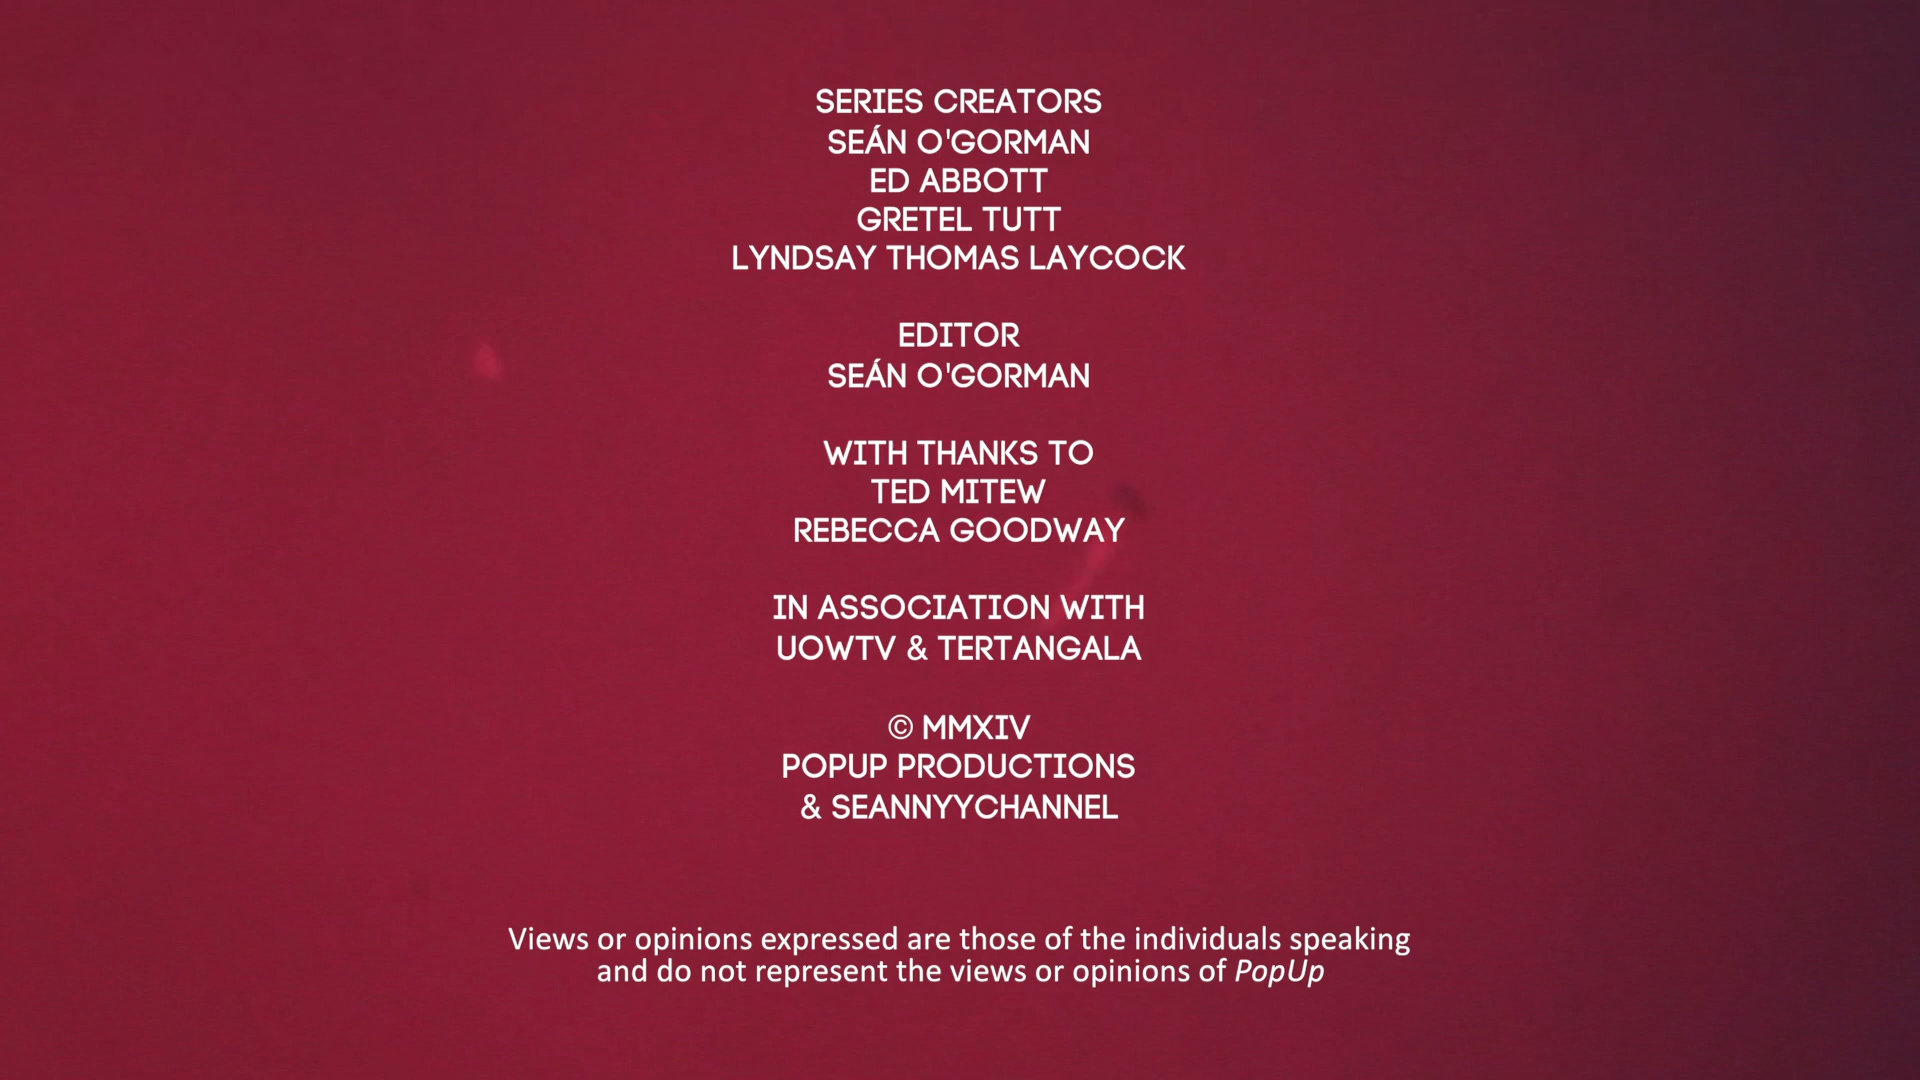 SERIES CREATORS
SEÁN O'GORMAN
ED ABBOTT
GRETEL TUTT
LYNDSAY THOMAS LAYCOCK
EDITOR
SEÁN O'GORMAN
WITH THANKS TO
TED MITEW
REBECCA GOODWAY
IN ASSOCIATION WITH
UOWTV & TERTANGALA
© MMXIV
POPUP PRODUCTIONS
& SEANNYYCHANNEL
Views or opinions expressed are those of the individuals speaking
and do not represent the views or opinions of PopUp